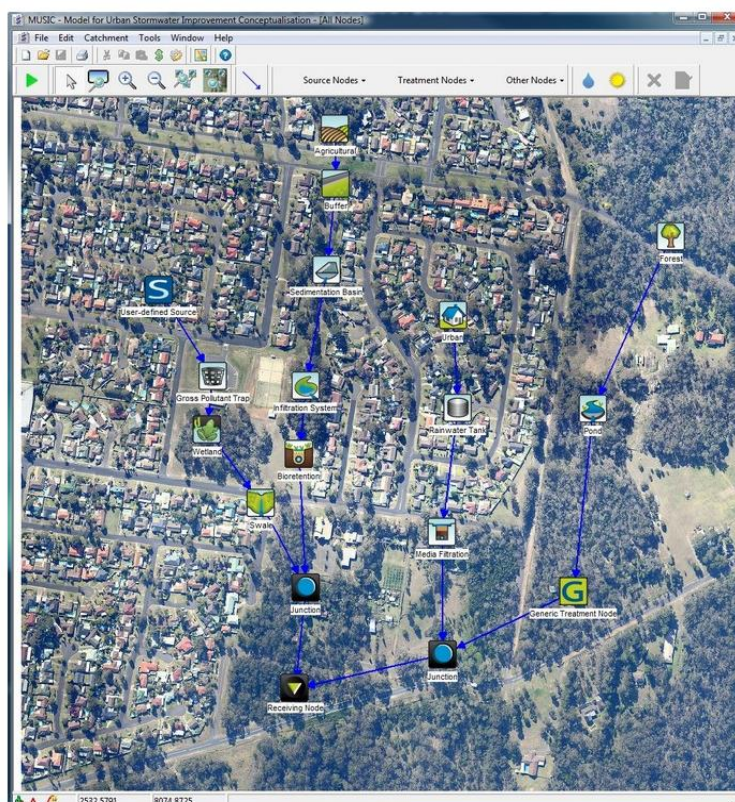 MUSIC - Model for Urban Stormwater Improvement Conceptualisation - [All Nodes]
File Edit Catchment Tools Window Help
Source Nodes Treatment Nodes Other Nodes
Agricultural
Buffer
Forest
Sedimentation Basin
S
User-defined Source
Urban
Gross Pollutant Trap
Infiltration System
Rainwater Tank
Pond
Wetland
Bioretention
Swale
Media Filtration
Junction
G
Generic Treatment Node
Junction
Receiving Node
2532.5791 8074.8725